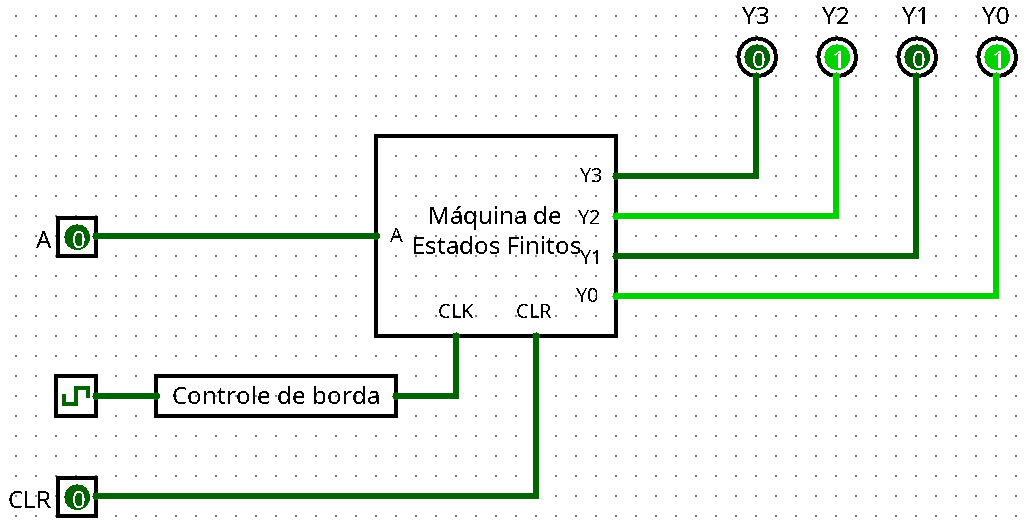 Y3 Y2 Y1 Y0
0 1 0 1
Y3
Máquina de
Y2
A 0 A
Estados Finitos
Y1
Y0
CLK CLR
Controle de borda
CLR 0